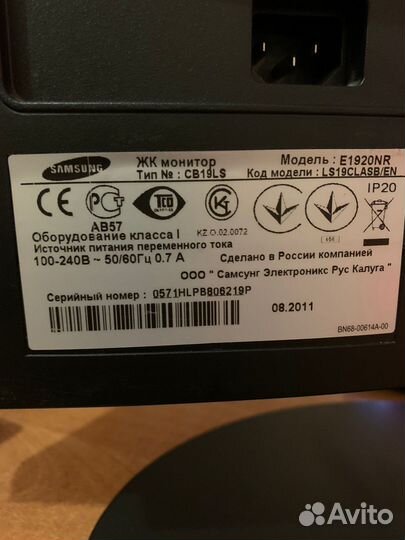 SAMSUNG
ЖК монитор
Модель : E1920NR
Тип № : CB19LS
Код модели : LS19CLASB/EN
IP20
АВ57
KZ.O.02.0072
Оборудование класса I
Источник питания переменного тока
100-240В ~ 50/60Гц 0.7 А
Сделано в России компанией
ООО " Самсунг Электроникс Рус Калуга "
Серийный номер : 0571HLPB806219P
08.2011
BN68-00614A-00
Avito